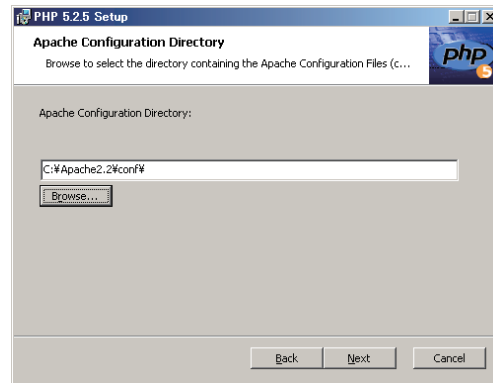 PHP 5.2.5 Setup
Apache Configuration Directory
Browse to select the directory containing the Apache Configuration Files (c...
php
5
Apache Configuration Directory:
C:¥Apache2.2¥conf¥
Browse...
Back
Next
Cancel